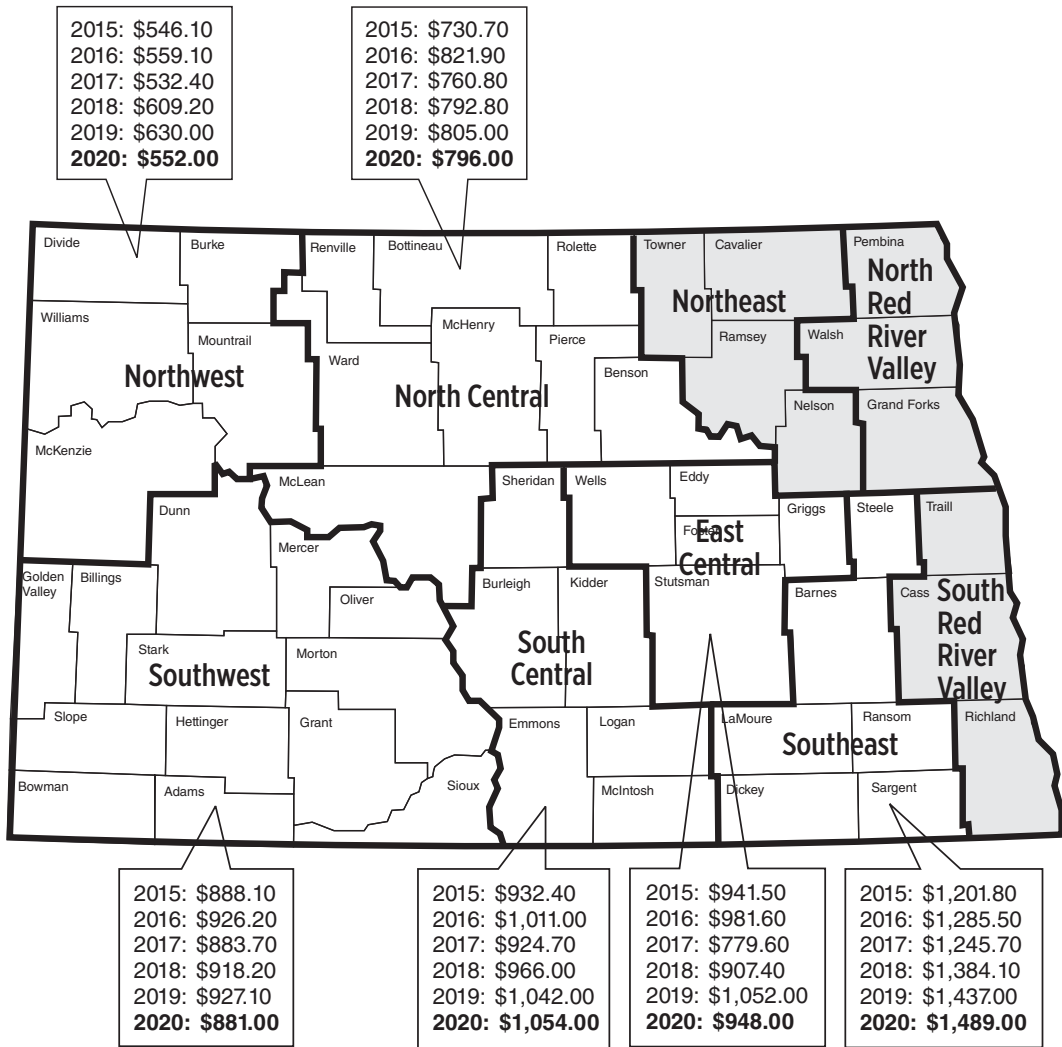 2015: $546.10
2016: $559.10
2017: $532.40
2018: $609.20
2019: $630.00
2020: $552.00
2015: $730.70
2016: $821.90
2017: $760.80
2018: $792.80
2019: $805.00
2020: $796.00
Divide
Burke
Renville
Bottineau
Rolette
Towner
Cavalier
Pembina
North
Red
River
Valley
Northeast
Williams
McHenry
Mountrail
Ward
Pierce
Ramsey
Walsh
Northwest
North Central
Benson
Nelson
Grand Forks
McKenzie
McLean
Sheridan
Wells
Eddy
Dunn
Griggs
Steele
Traill
Foster
East
Central
Mercer
Golden
Valley
Billings
Oliver
Burleigh
Kidder
Stutsman
Barnes
Cass
South
Red
River
Valley
Stark
Southwest
Morton
South
Central
Slope
Hettinger
Grant
Emmons
Logan
LaMoure
Ransom
Richland
Southeast
Bowman
Adams
Sioux
McIntosh
Dickey
Sargent
2015: $888.10
2016: $926.20
2017: $883.70
2018: $918.20
2019: $927.10
2020: $881.00
2015: $932.40
2016: $1,011.00
2017: $924.70
2018: $966.00
2019: $1,042.00
2020: $1,054.00
2015: $941.50
2016: $981.60
2017: $779.60
2018: $907.40
2019: $1,052.00
2020: $948.00
2015: $1,201.80
2016: $1,285.50
2017: $1,245.70
2018: $1,384.10
2019: $1,437.00
2020: $1,489.00